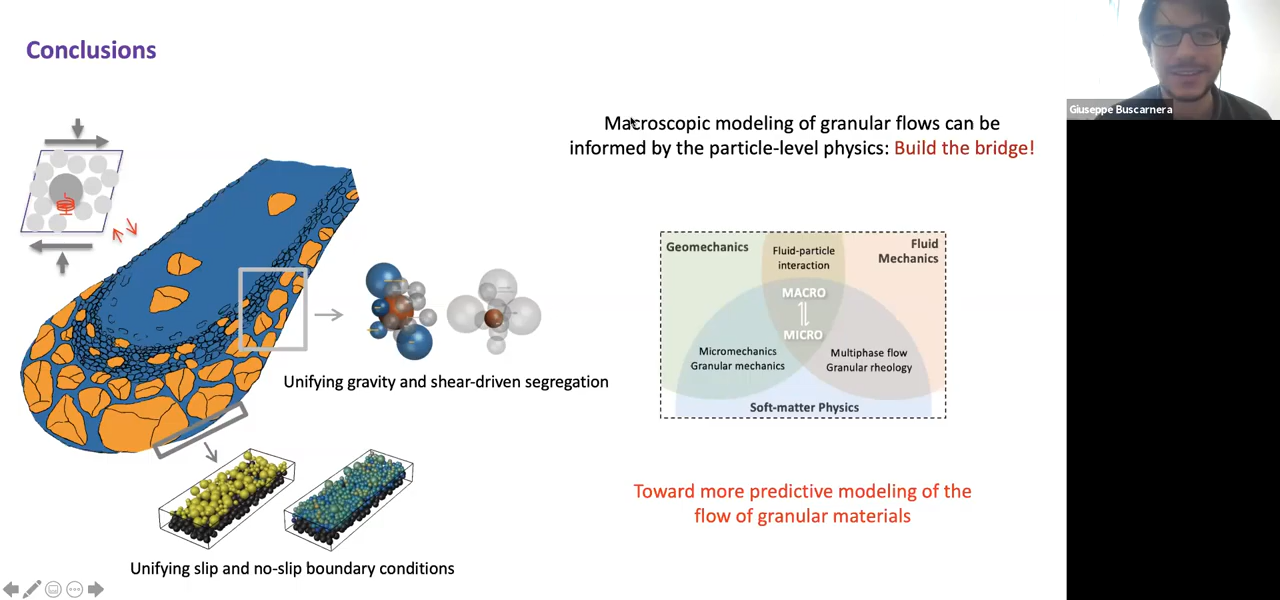 Conclusions
Giuseppe Buscarnera
Macroscopic modeling of granular flows can be
informed by the particle-level physics: Build the bridge!
Geomechanics
Fluid-particle
interaction
Fluid
Mechanics
MACRO
MICRO
Micromechanics
Granular mechanics
Multiphase flow
Granular rheology
Soft-matter Physics
Unifying gravity and shear-driven segregation
Toward more predictive modeling of the
flow of granular materials
Unifying slip and no-slip boundary conditions